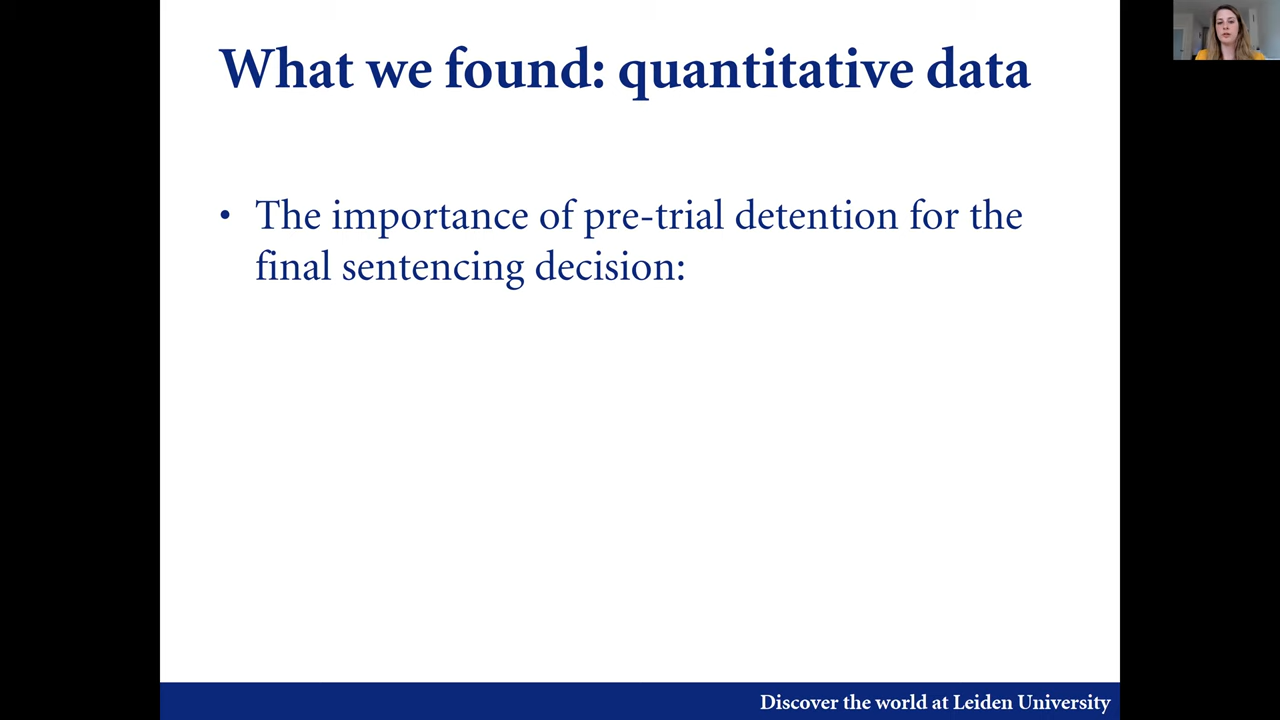 What we found: quantitative data
• The importance of pre-trial detention for the
final sentencing decision:
Discover the world at Leiden University